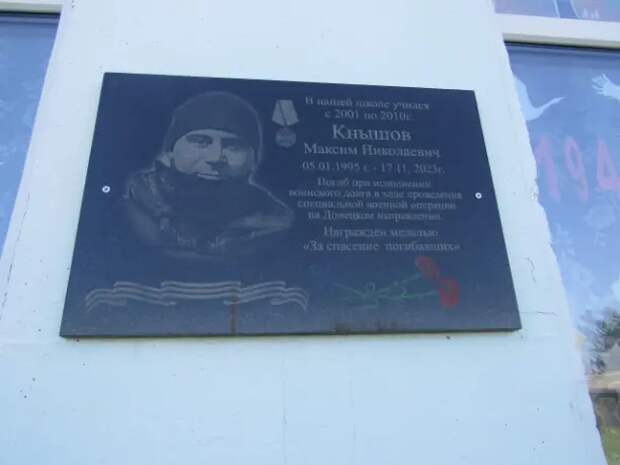 В нашей школе учился
с 2001 по 2010г.
Кнышов
Максим Николаевич
05.01.1995 г. - 17.11. 2023г.
Погиб при исполнении
воинского долга в ходе проведения
специальной военной операции
на Донецком направлении.
Награжден медалью
«За спасение погибавших»
194